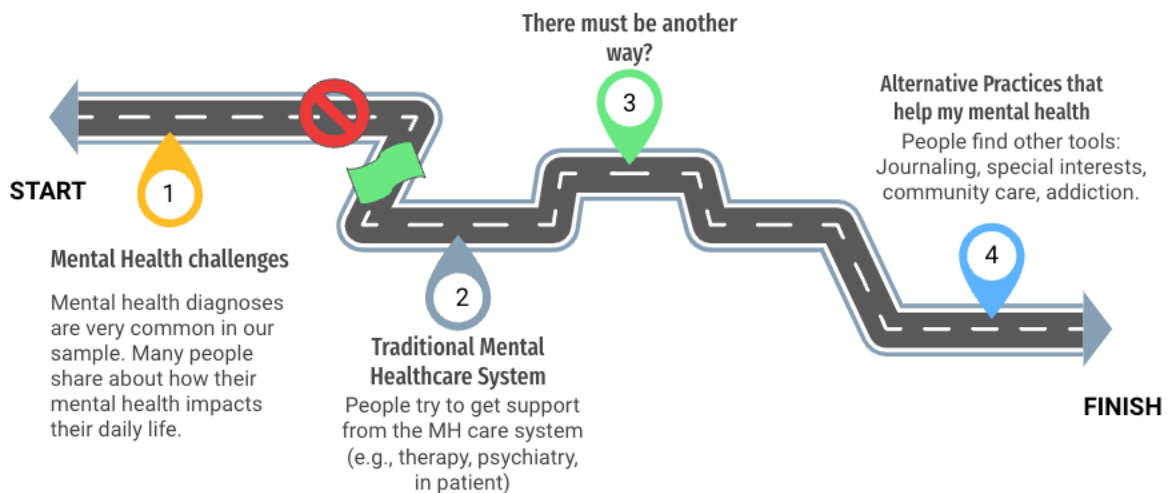 START
1
Mental Health challenges
Mental health diagnoses
are very common in our
sample. Many people
share about how their
mental health impacts
their daily life.
2
Traditional Mental
Healthcare System
People try to get support
from the MH care system
(e.g., therapy, psychiatry,
in patient)
There must be another
way?
3
Alternative Practices that
help my mental health
People find other tools:
Journaling, special interests,
community care, addiction.
4
FINISH